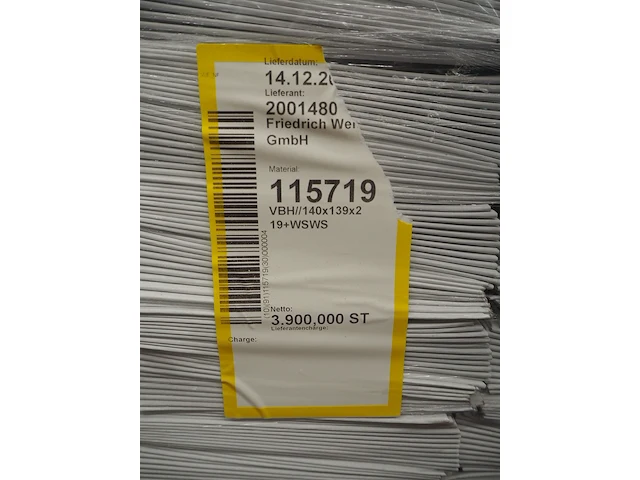 Lieferdatum:
14.12.20
Lieferant:
2001480
Friedrich Wei
GmbH
Material
115719
VBH//140x139x2
19+WSWS
Netto:
3.900,000 ST
Lieferantencharge:
Charge: